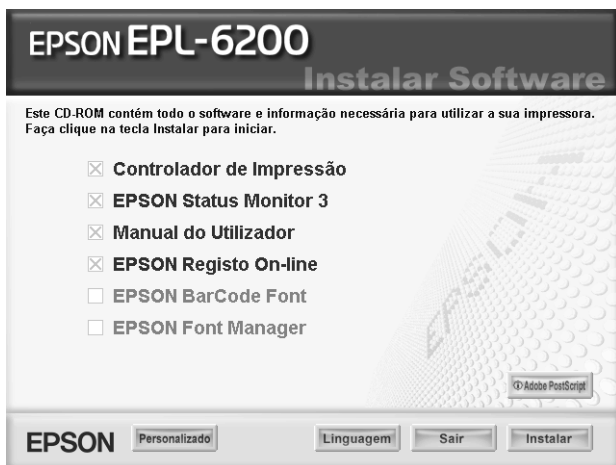 EPSON EPL-6200
Instalar Software
Este CD-ROM contém todo o software e informação necessária para utilizar a sua impressora.
Faça clique na tecla Instalar para iniciar.
Controlador de Impressão
EPSON Status Monitor 3
Manual do Utilizador
EPSON Registo On-line
EPSON BarCode Font
EPSON Font Manager
EPSON
Adobe PostScript
EPSON Personalizado Linguagem Sair Instalar